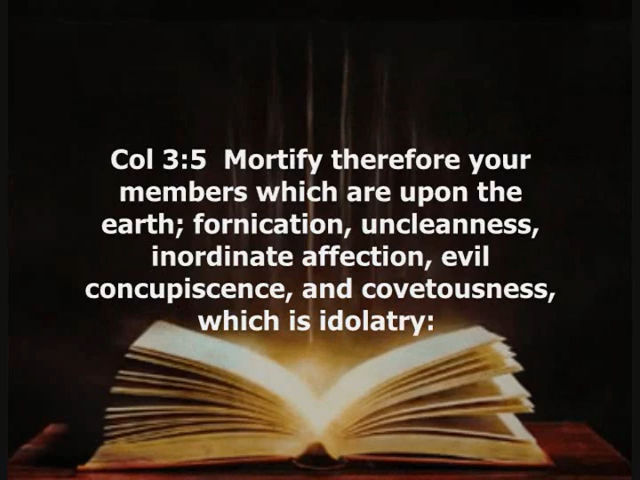 Col 3:5  Mortify therefore your
members which are upon the
earth; fornication, uncleanness,
inordinate affection, evil
concupiscence, and covetousness,
which is idolatry: